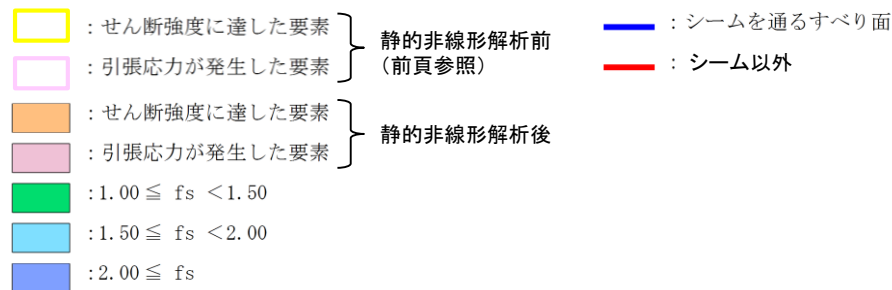 ：せん断強度に達した要素
：引張応力が発生した要素
静的非線形解析前
（前頁参照）
：せん断強度に達した要素
：引張応力が発生した要素
静的非線形解析後
:1.00≦ fs <1.50
:1.50≦ fs <2.00
:2.00≦ fs
：シームを通るすべり面
： シーム以外